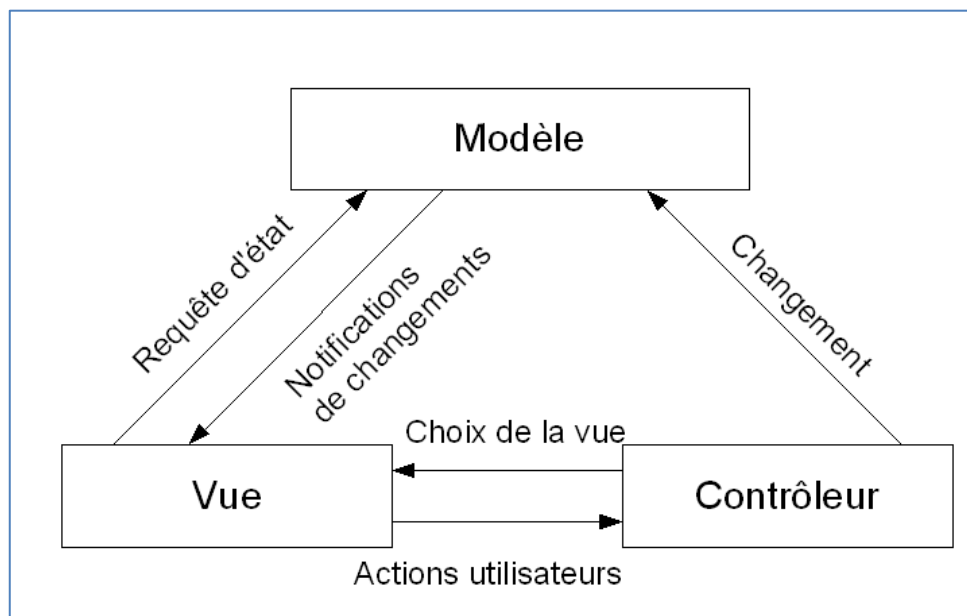 Modèle
Requête d'état
Notifications
de changements
Changement
Choix de la vue
Vue
Contrôleur
Actions utilisateurs